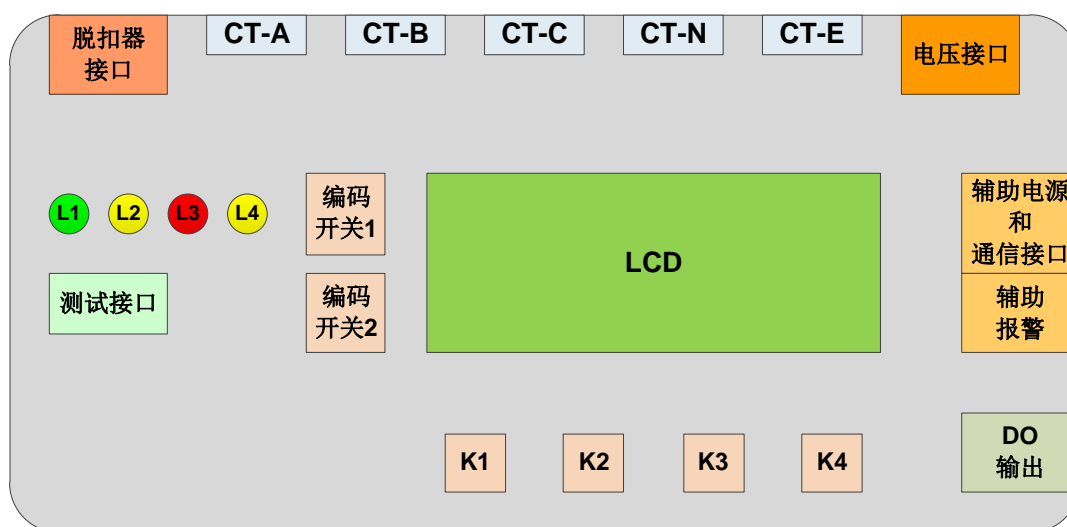 脱扣器
接口
CT-A
CT-B
CT-C
CT-N
CT-E
电压接口
L1
L2
L3
L4
编码
开关1
LCD
辅助电源
和
通信接口
测试接口
编码
开关2
辅助
报警
K1
K2
K3
K4
DO
输出